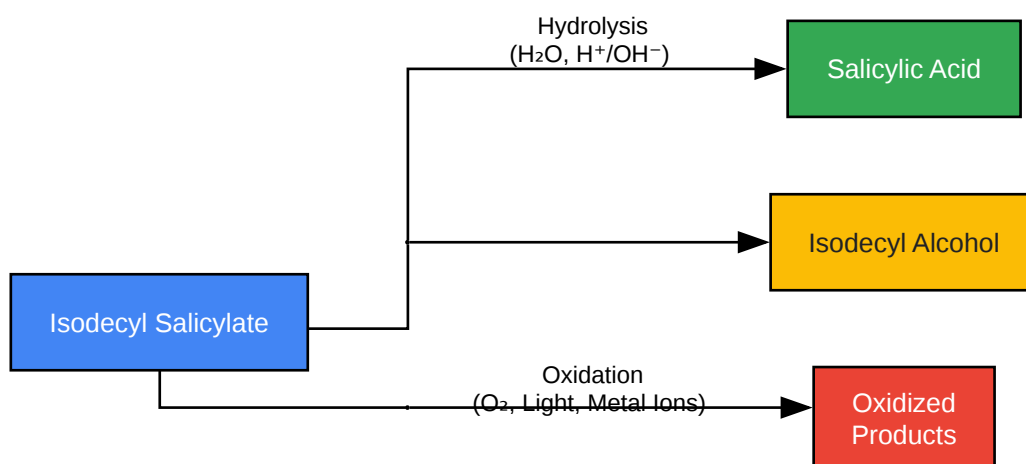 Hydrolysis
(H₂O, H⁺/OH⁻)
Salicylic Acid
Isodecyl Alcohol
Isodecyl Salicylate
Oxidation
(O₂, Light, Metal Ions)
Oxidized
Products